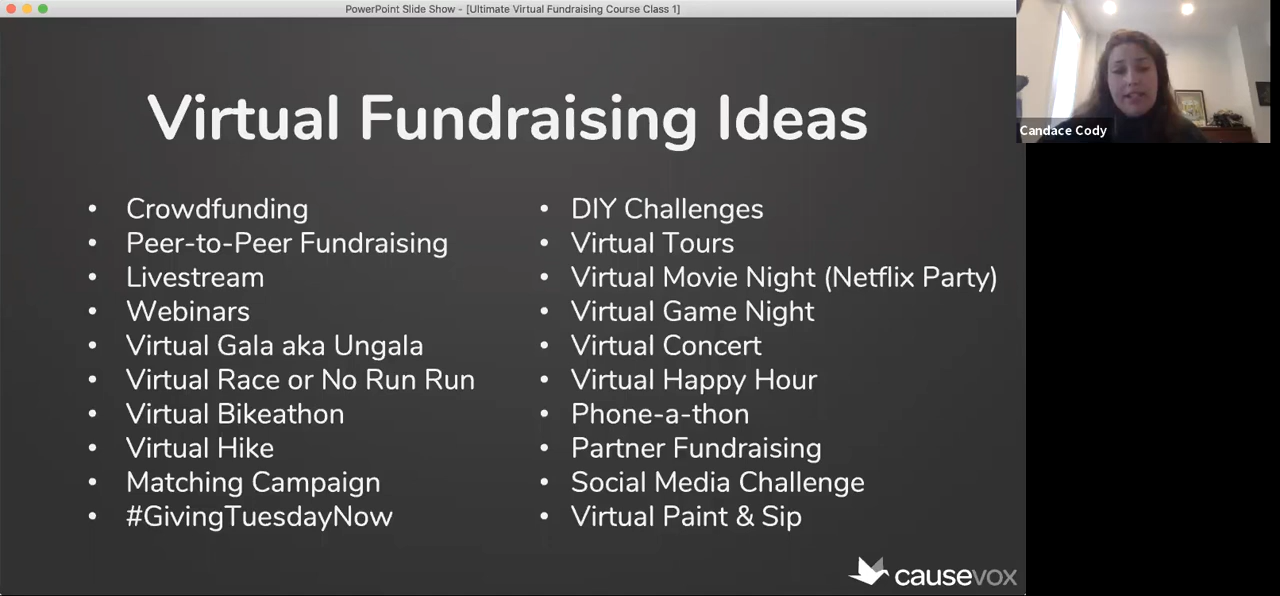 PowerPoint Slide Show - [Ultimate Virtual Fundraising Course Class 1]
Virtual Fundraising Ideas
• Crowdfunding
• Peer-to-Peer Fundraising
• Livestream
• Webinars
• Virtual Gala aka Ungala
• Virtual Race or No Run Run
• Virtual Bikeathon
• Virtual Hike
• Matching Campaign
• #GivingTuesdayNow
• DIY Challenges
• Virtual Tours
• Virtual Movie Night (Netflix Party)
• Virtual Game Night
• Virtual Concert
• Virtual Happy Hour
• Phone-a-thon
• Partner Fundraising
• Social Media Challenge
• Virtual Paint & Sip
causevox
Candace Cody